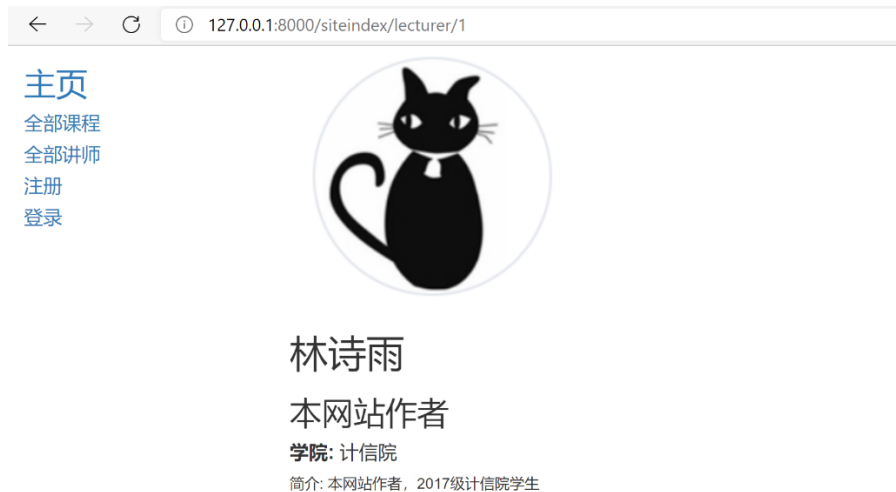 127.0.0.1:8000/siteindex/lecturer/1
主页
全部课程
全部讲师
注册
登录
林诗雨
本网站作者
学院: 计信院
简介: 本网站作者，2017级计信院学生